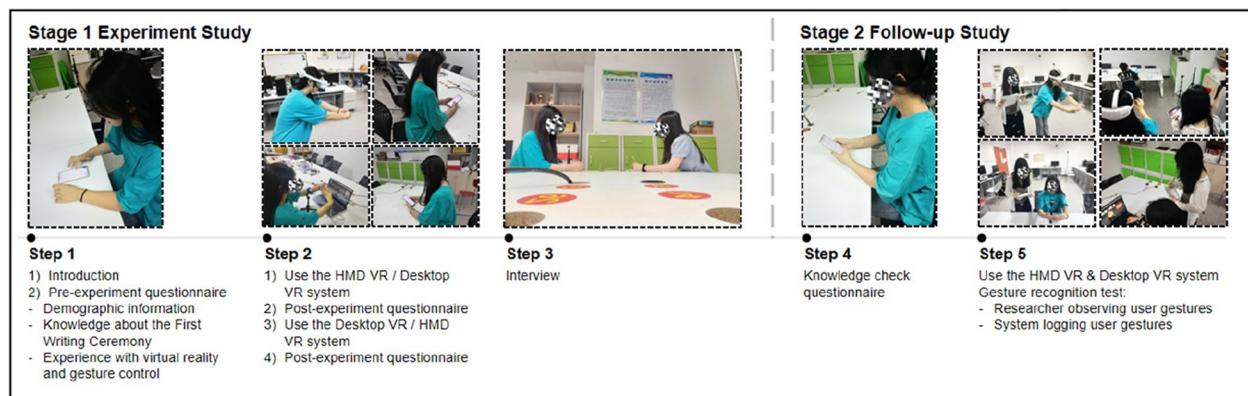 Stage 1 Experiment Study
Stage 2 Follow-up Study
Step 1
1) Introduction
2) Pre-experiment questionnaire
- Demographic information
- Knowledge about the First
Writing Ceremony
- Experience with virtual reality
and gesture control
Step 2
1) Use the HMD VR / Desktop
VR system
2) Post-experiment questionnaire
3) Use the Desktop VR / HMD
VR system
4) Post-experiment questionnaire
Step 3
Interview
Step 4
Knowledge check
questionnaire
Step 5
Use the HMD VR & Desktop VR system
Gesture recognition test:
- Researcher observing user gestures
- System logging user gestures